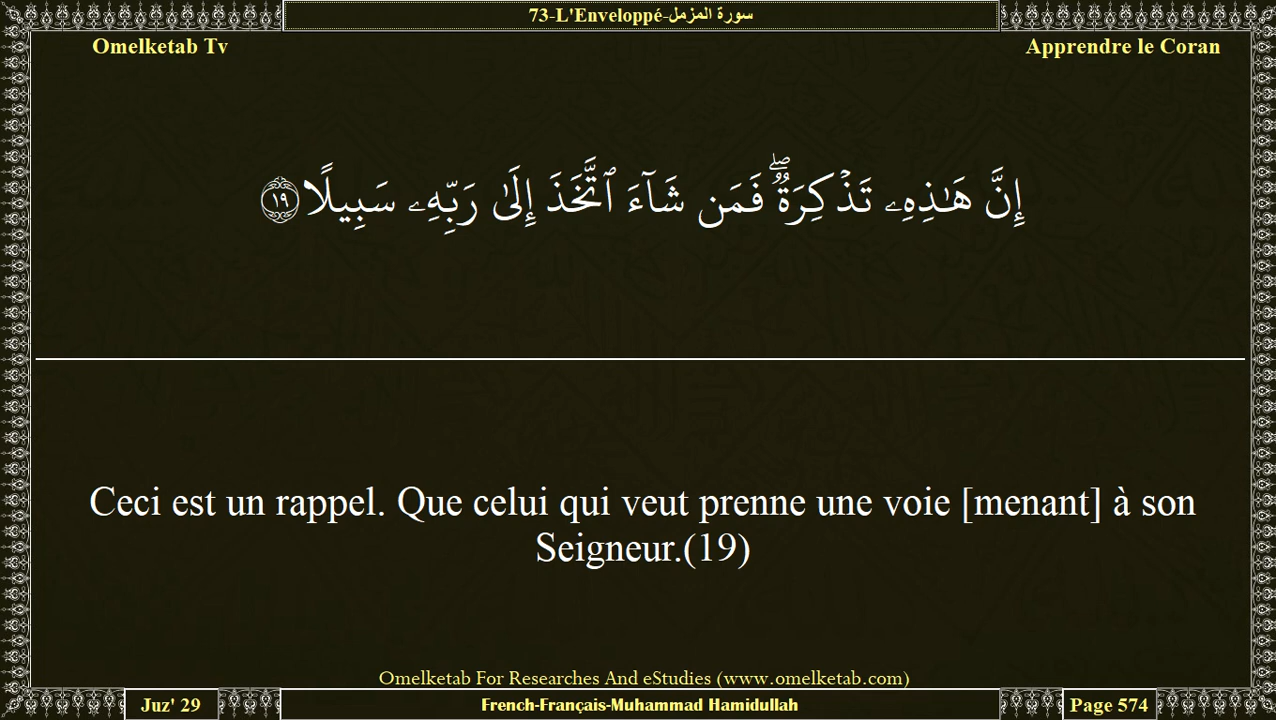 73-L'Enveloppé-سورة المزمل
Omelketab Tv
Apprendre le Coran
إِنَّ هَـٰذِهِۦ تَذْكِرَةٌ ۖ فَمَن شَآءَ ٱتَّخَذَ إِلَىٰ رَبِّهِۦ سَبِيلًا ١٩
Ceci est un rappel. Que celui qui veut prenne une voie [menant] à son
Seigneur.(19)
Omelketab For Researches And eStudies (www.omelketab.com)
Juz' 29
French-Français-Muhammad Hamidullah
Page 574